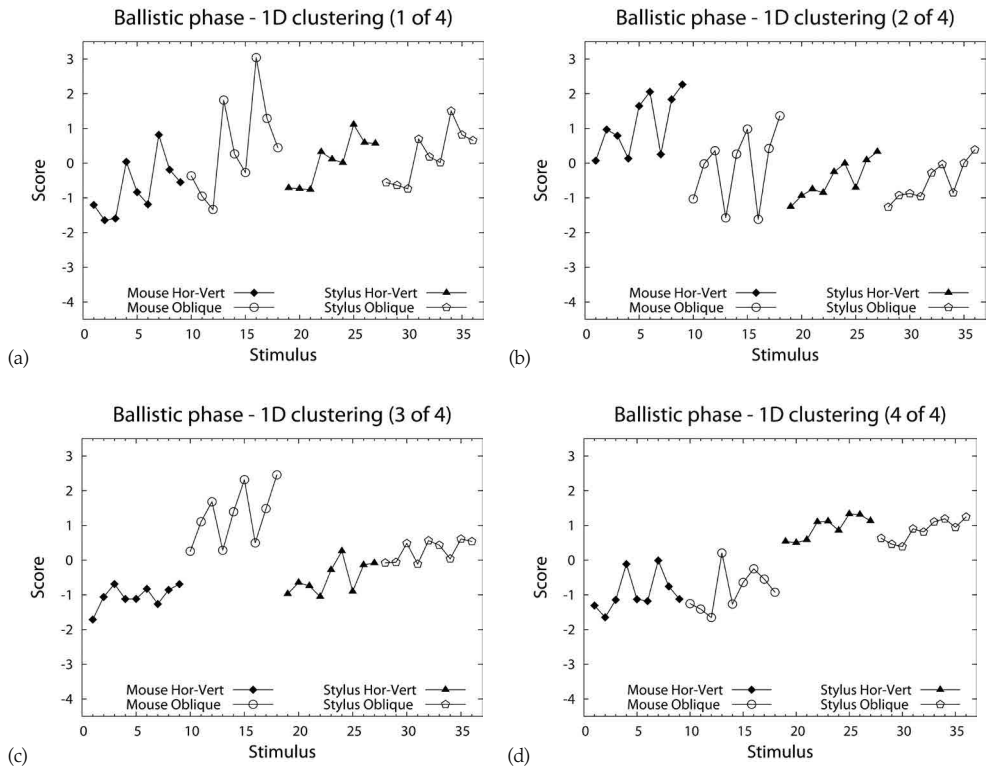 Ballistic phase - 1D clustering (1 of 4)
3
2
1
0
-1
-2
-3
-4
Score
Mouse Hor-Vert
Mouse Oblique
Stylus Hor-Vert
Stylus Oblique
0 5 10 15 20 25 30 35
Stimulus
(a)
Ballistic phase - 1D clustering (2 of 4)
3
2
1
0
-1
-2
-3
-4
Score
Mouse Hor-Vert
Mouse Oblique
Stylus Hor-Vert
Stylus Oblique
0 5 10 15 20 25 30 35
Stimulus
(b)
Ballistic phase - 1D clustering (3 of 4)
3
2
1
0
-1
-2
-3
-4
Score
Mouse Hor-Vert
Mouse Oblique
Stylus Hor-Vert
Stylus Oblique
0 5 10 15 20 25 30 35
Stimulus
(c)
Ballistic phase - 1D clustering (4 of 4)
3
2
1
0
-1
-2
-3
-4
Score
Mouse Hor-Vert
Mouse Oblique
Stylus Hor-Vert
Stylus Oblique
0 5 10 15 20 25 30 35
Stimulus
(d)